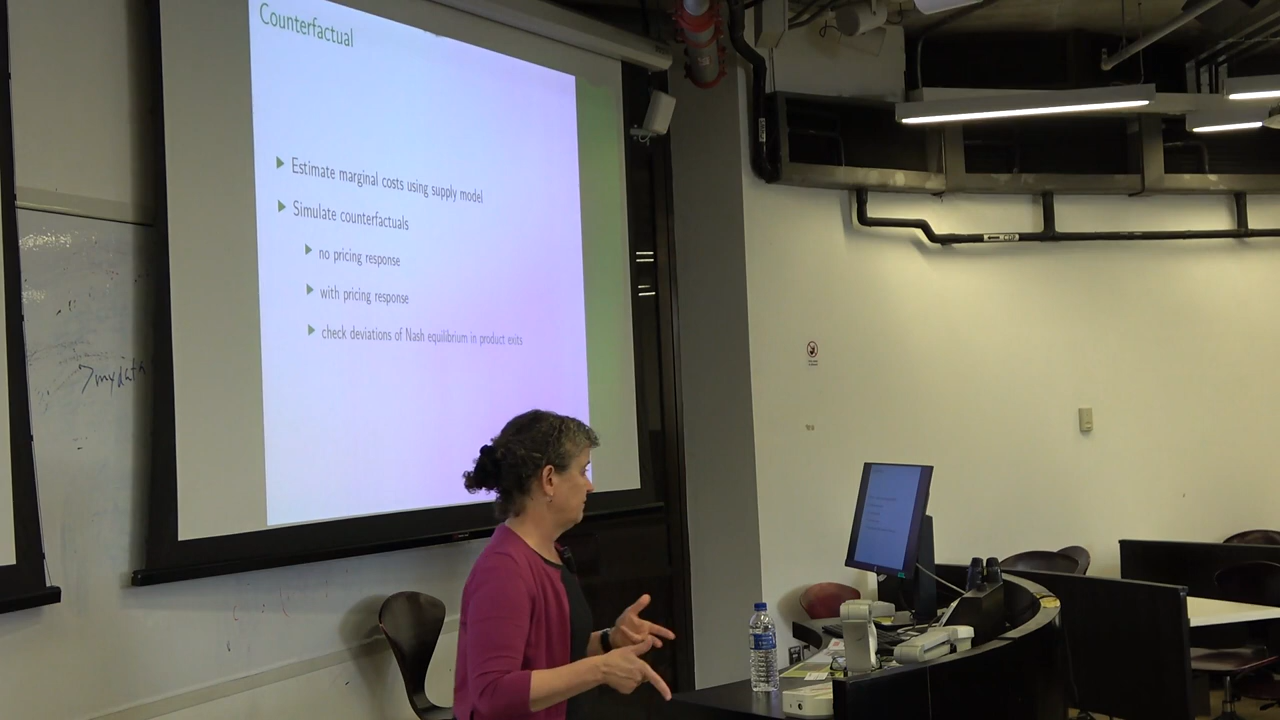 Counterfactual
Estimate marginal costs using supply model
Simulate counterfactuals
no pricing response
with pricing response
check deviations of Nash equilibrium in product exits
>mydata